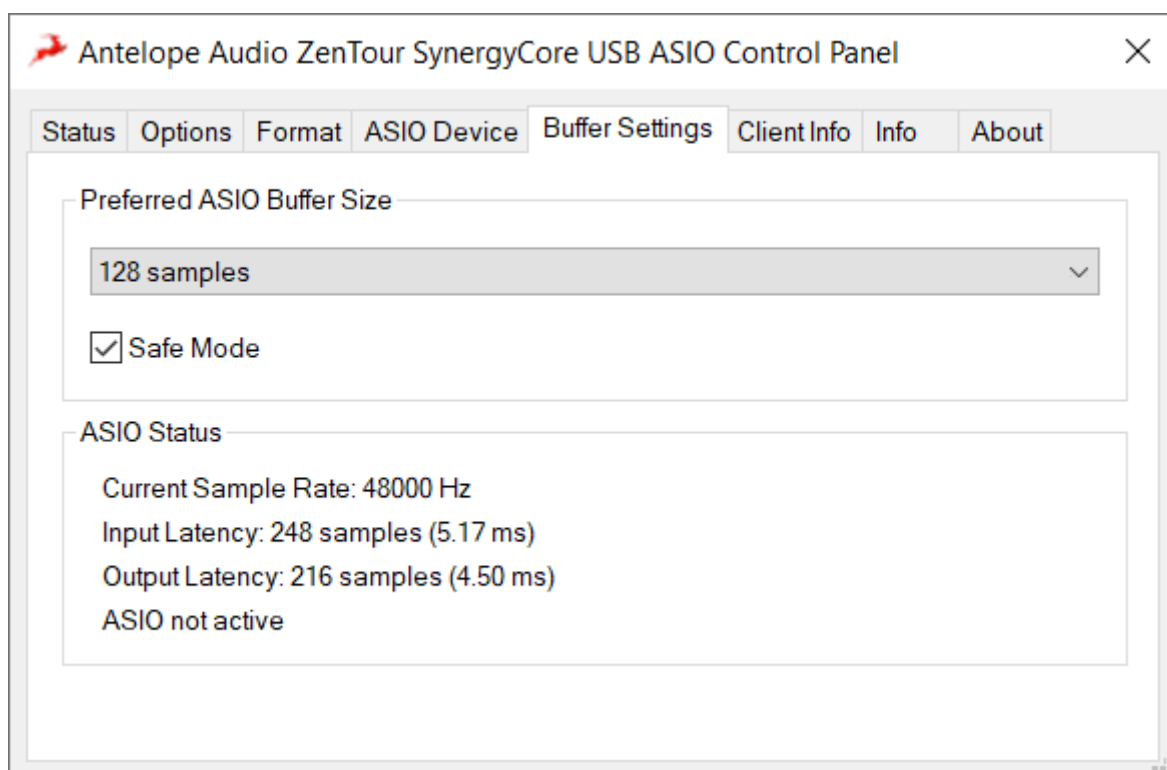 Antelope Audio ZenTour SynergyCore USB ASIO Control Panel
Status Options Format ASIO Device Buffer Settings Client Info Info About
Preferred ASIO Buffer Size
128 samples
Safe Mode
ASIO Status
Current Sample Rate: 48000 Hz
Input Latency: 248 samples (5.17 ms)
Output Latency: 216 samples (4.50 ms)
ASIO not active